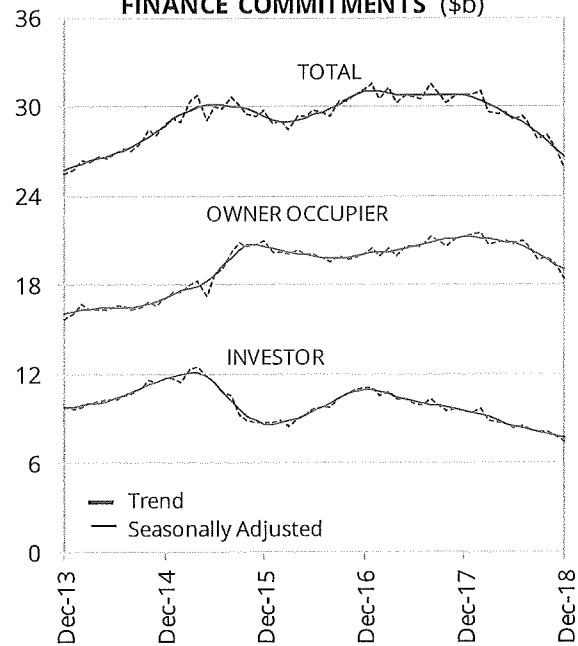 FINANCE COMMITMENTS ($b)
36
30
24
18
12
6
0
TOTAL
OWNER OCCUPIER
INVESTOR
Trend
Seasonally Adjusted
Dec-13
Dec-14
Dec-15
Dec-16
Dec-17
Dec-18